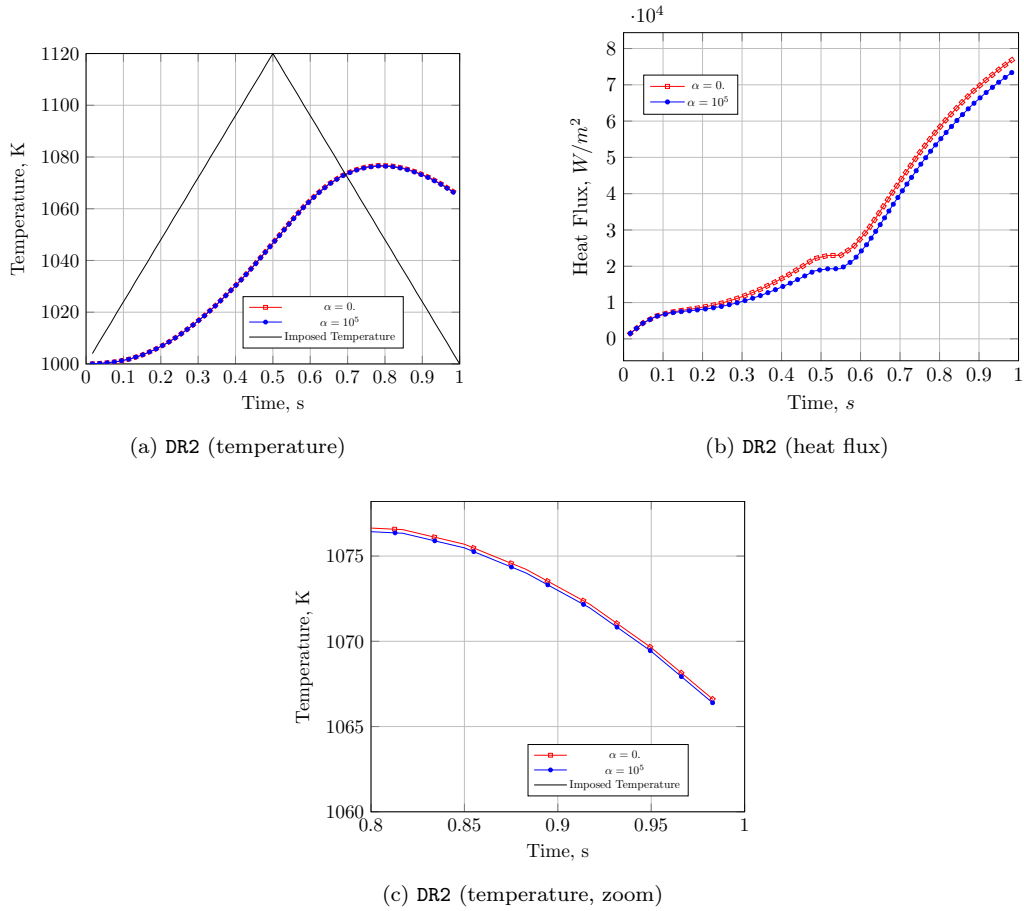 1120
1100
1080
1060
1040
1020
1000
Temperature, K
0 0.1 0.2 0.3 0.4 0.5 0.6 0.7 0.8 0.9 1
Time, s
α = 0.
α = 10^5
Imposed Temperature
(a) DR2 (temperature)
·10^4
8
7
6
5
4
3
2
1
0
Heat Flux, W/m^2
0 0.1 0.2 0.3 0.4 0.5 0.6 0.7 0.8 0.9 1
Time, s
α = 0.
α = 10^5
(b) DR2 (heat flux)
1075
1070
1065
1060
Temperature, K
0.8 0.85 0.9 0.95 1
Time, s
α = 0.
α = 10^5
Imposed Temperature
(c) DR2 (temperature, zoom)